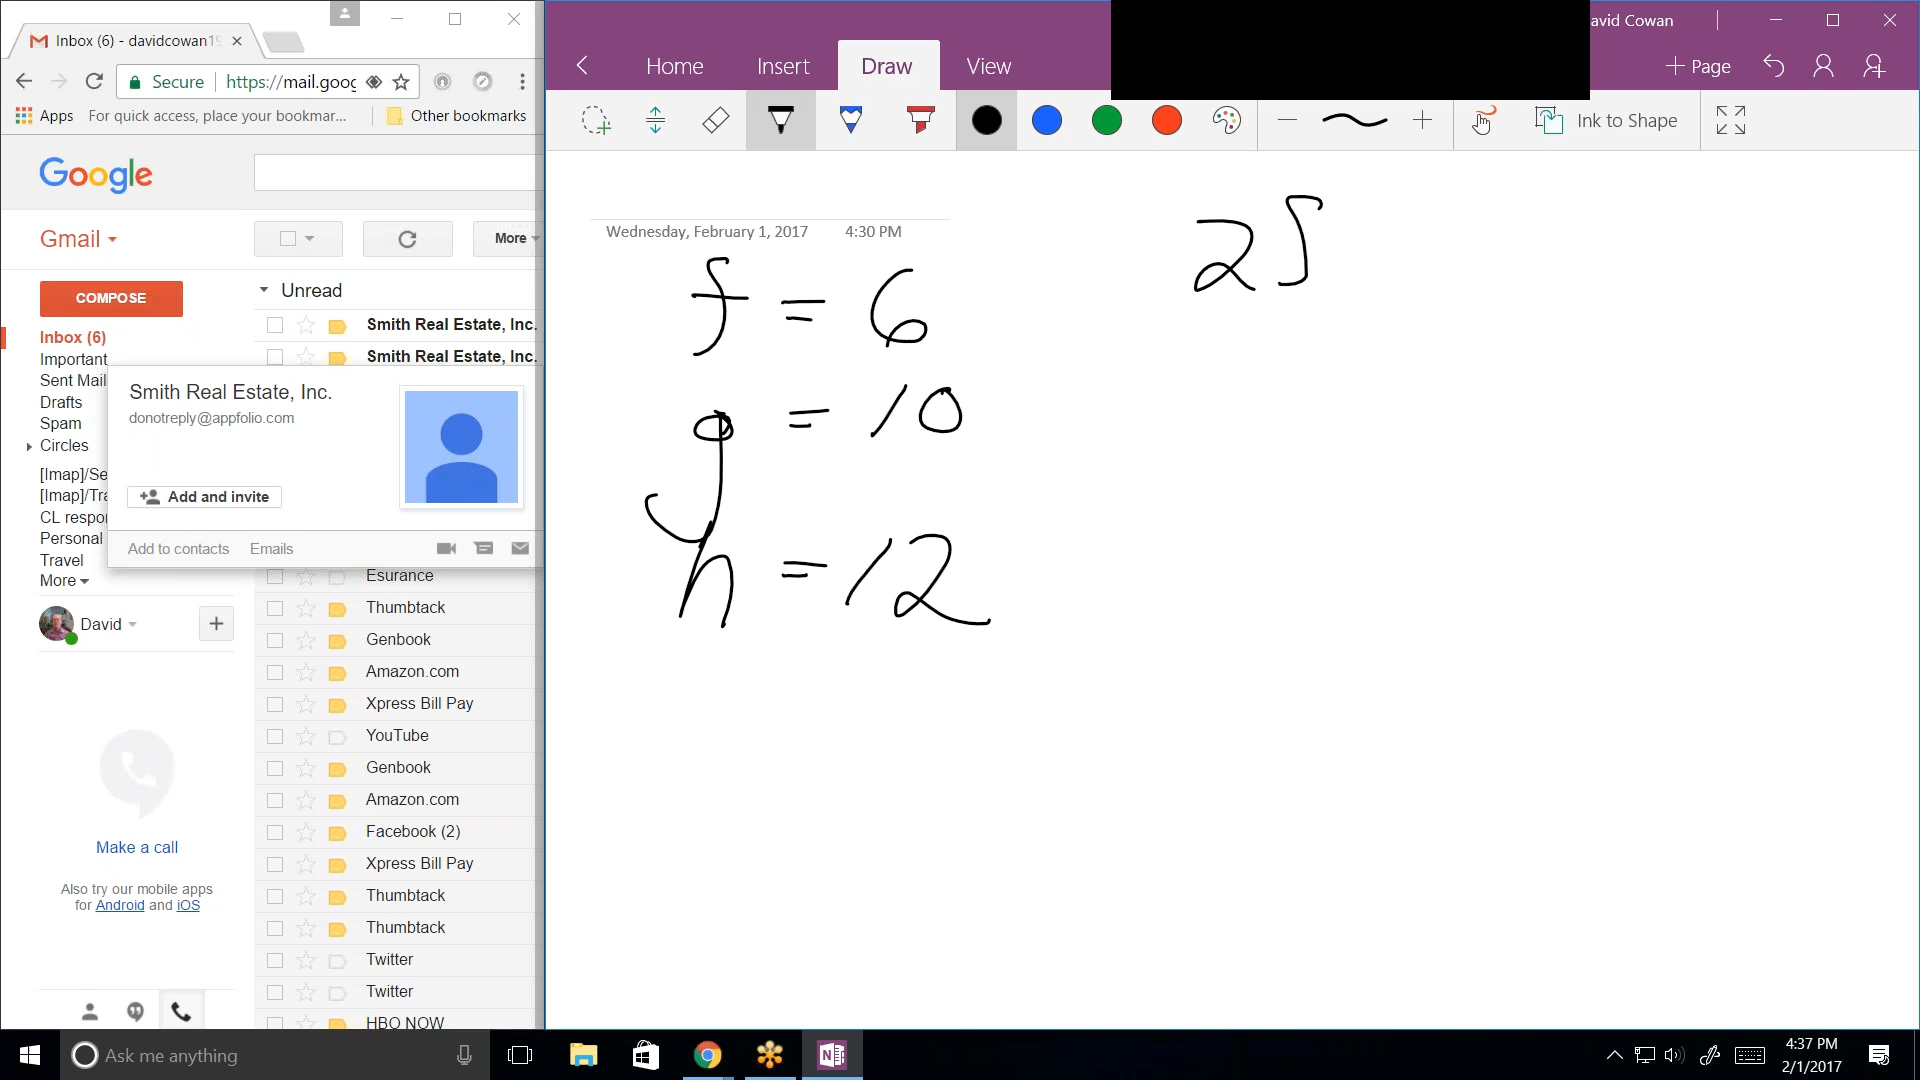 Inbox (6) - davidcowan19
Secure
https://mail.goog
Apps
For quick access, place your bookmar...
Other bookmarks
Google
Gmail
More
COMPOSE
Inbox (6)
Important
Sent Mail
Drafts
Spam
Circles
[Imap]/Se
[Imap]/Tra
CL respon
Personal
Travel
More
David
Make a call
Also try our mobile apps
for Android and iOS
Unread
Smith Real Estate, Inc.
Smith Real Estate, Inc.
Smith Real Estate, Inc.
donotreply@appfolio.com
Add and invite
Add to contacts
Emails
Esurance
Thumbtack
Genbook
Amazon.com
Xpress Bill Pay
YouTube
Genbook
Amazon.com
Facebook (2)
Xpress Bill Pay
Thumbtack
Thumbtack
Twitter
Twitter
HBO NOW
avid Cowan
Home
Insert
Draw
View
Page
Ink to Shape
Wednesday, February 1, 2017
4:30 PM
f = 6
g = 10
h = 12
25
Ask me anything
4:37 PM
2/1/2017